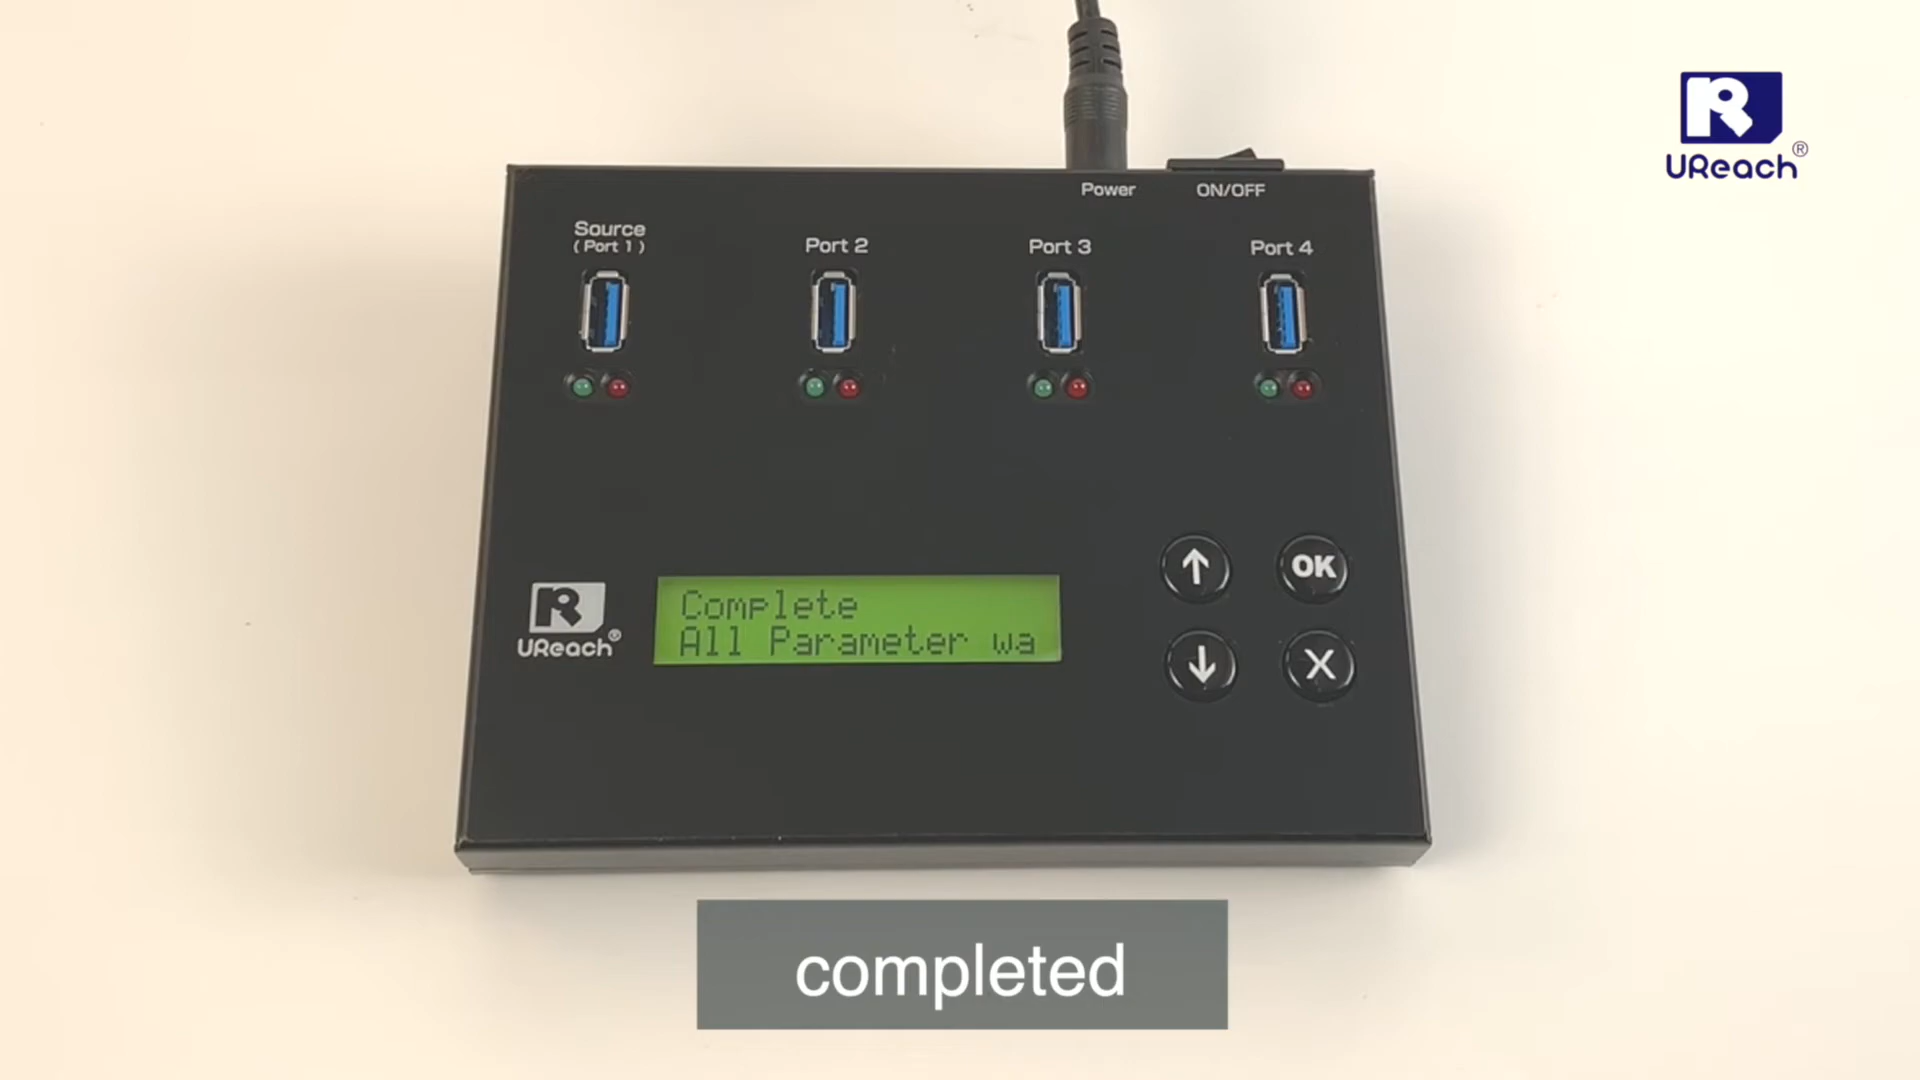 UReach®
Power
ON/OFF
Source
( Port 1 )
Port 2
Port 3
Port 4
UReach®
Complete
All Parameter wa
↑
OK
↓
X
completed